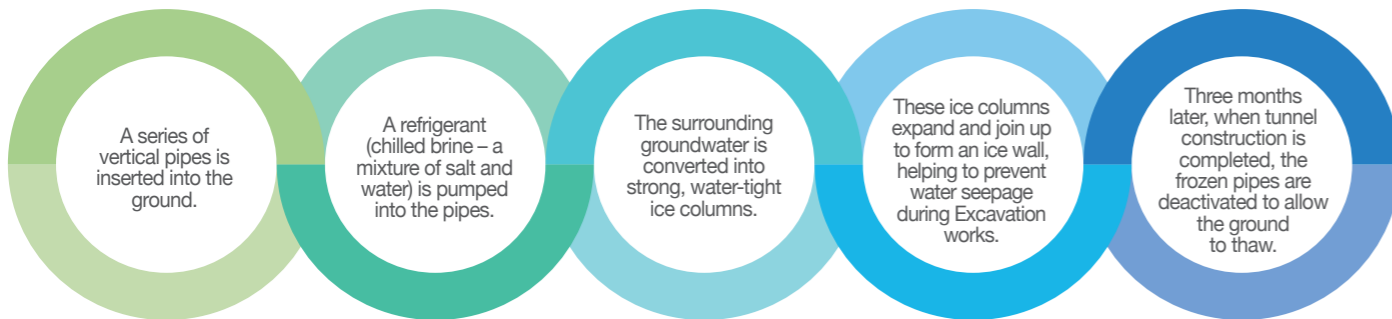 A series of
vertical pipes is
inserted into the
ground.
A refrigerant
(chilled brine – a
mixture of salt and
water) is pumped
into the pipes.
The surrounding
groundwater is
converted into
strong, water-tight
ice columns.
These ice columns
expand and join up
to form an ice wall,
helping to prevent
water seepage
during Excavation
works.
Three months
later, when tunnel
construction is
completed, the
frozen pipes are
deactivated to allow
the ground
to thaw.